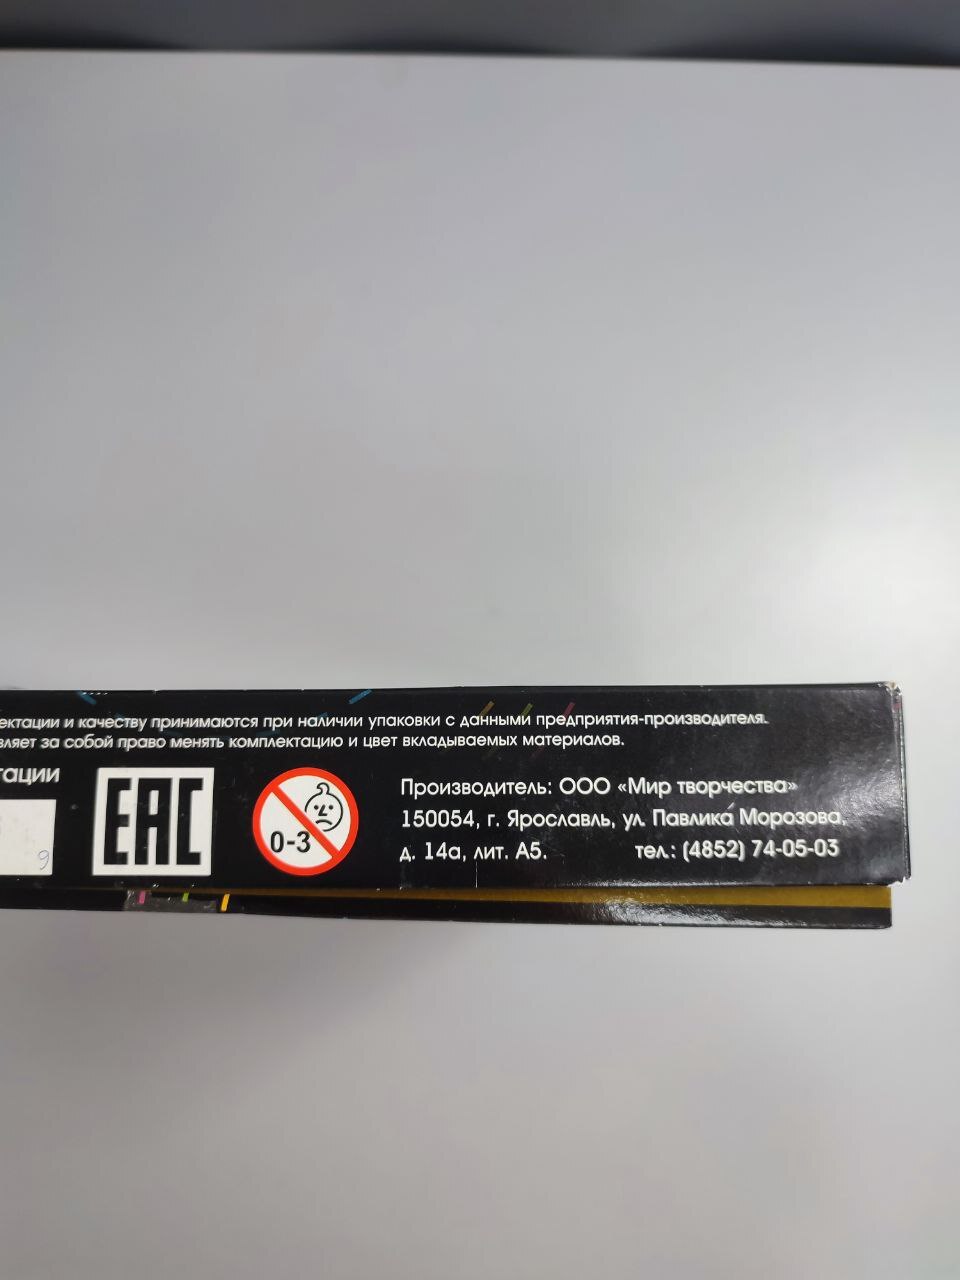 ектации и качеству принимаются при наличии упаковки с данными предприятия-производителя.
вляет за собой право менять комплектацию и цвет вкладываемых материалов.
тации
EAC
0-3
9
Производитель: ООО «Мир творчества»
150054, г. Ярославль, ул. Павлика Морозова,
д. 14а, лит. А5. тел.: (4852) 74-05-03